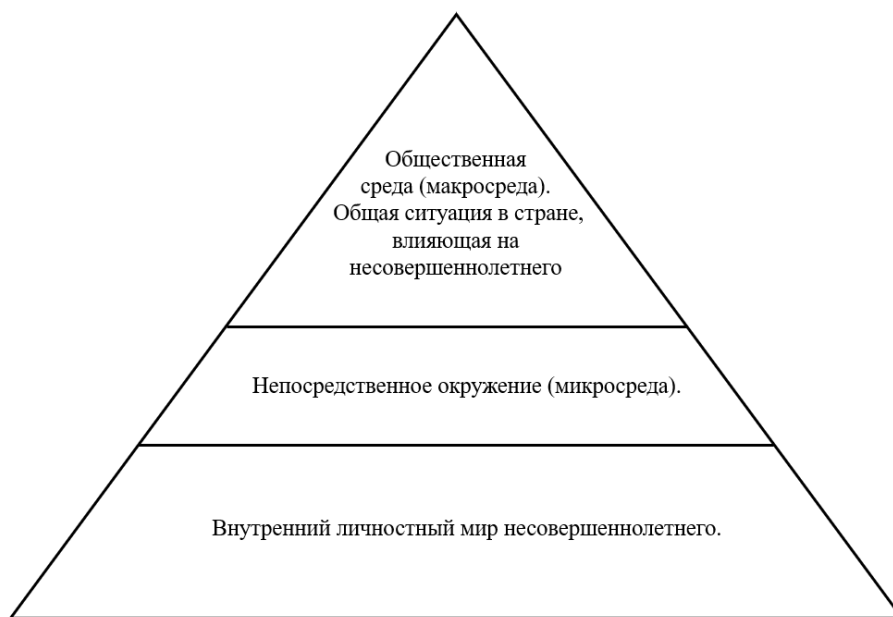 Общественная
среда (макросреда).
Общая ситуация в стране,
влияющая на
несовершеннолетнего
Непосредственное окружение (микросреда).
Внутренний личностный мир несовершеннолетнего.